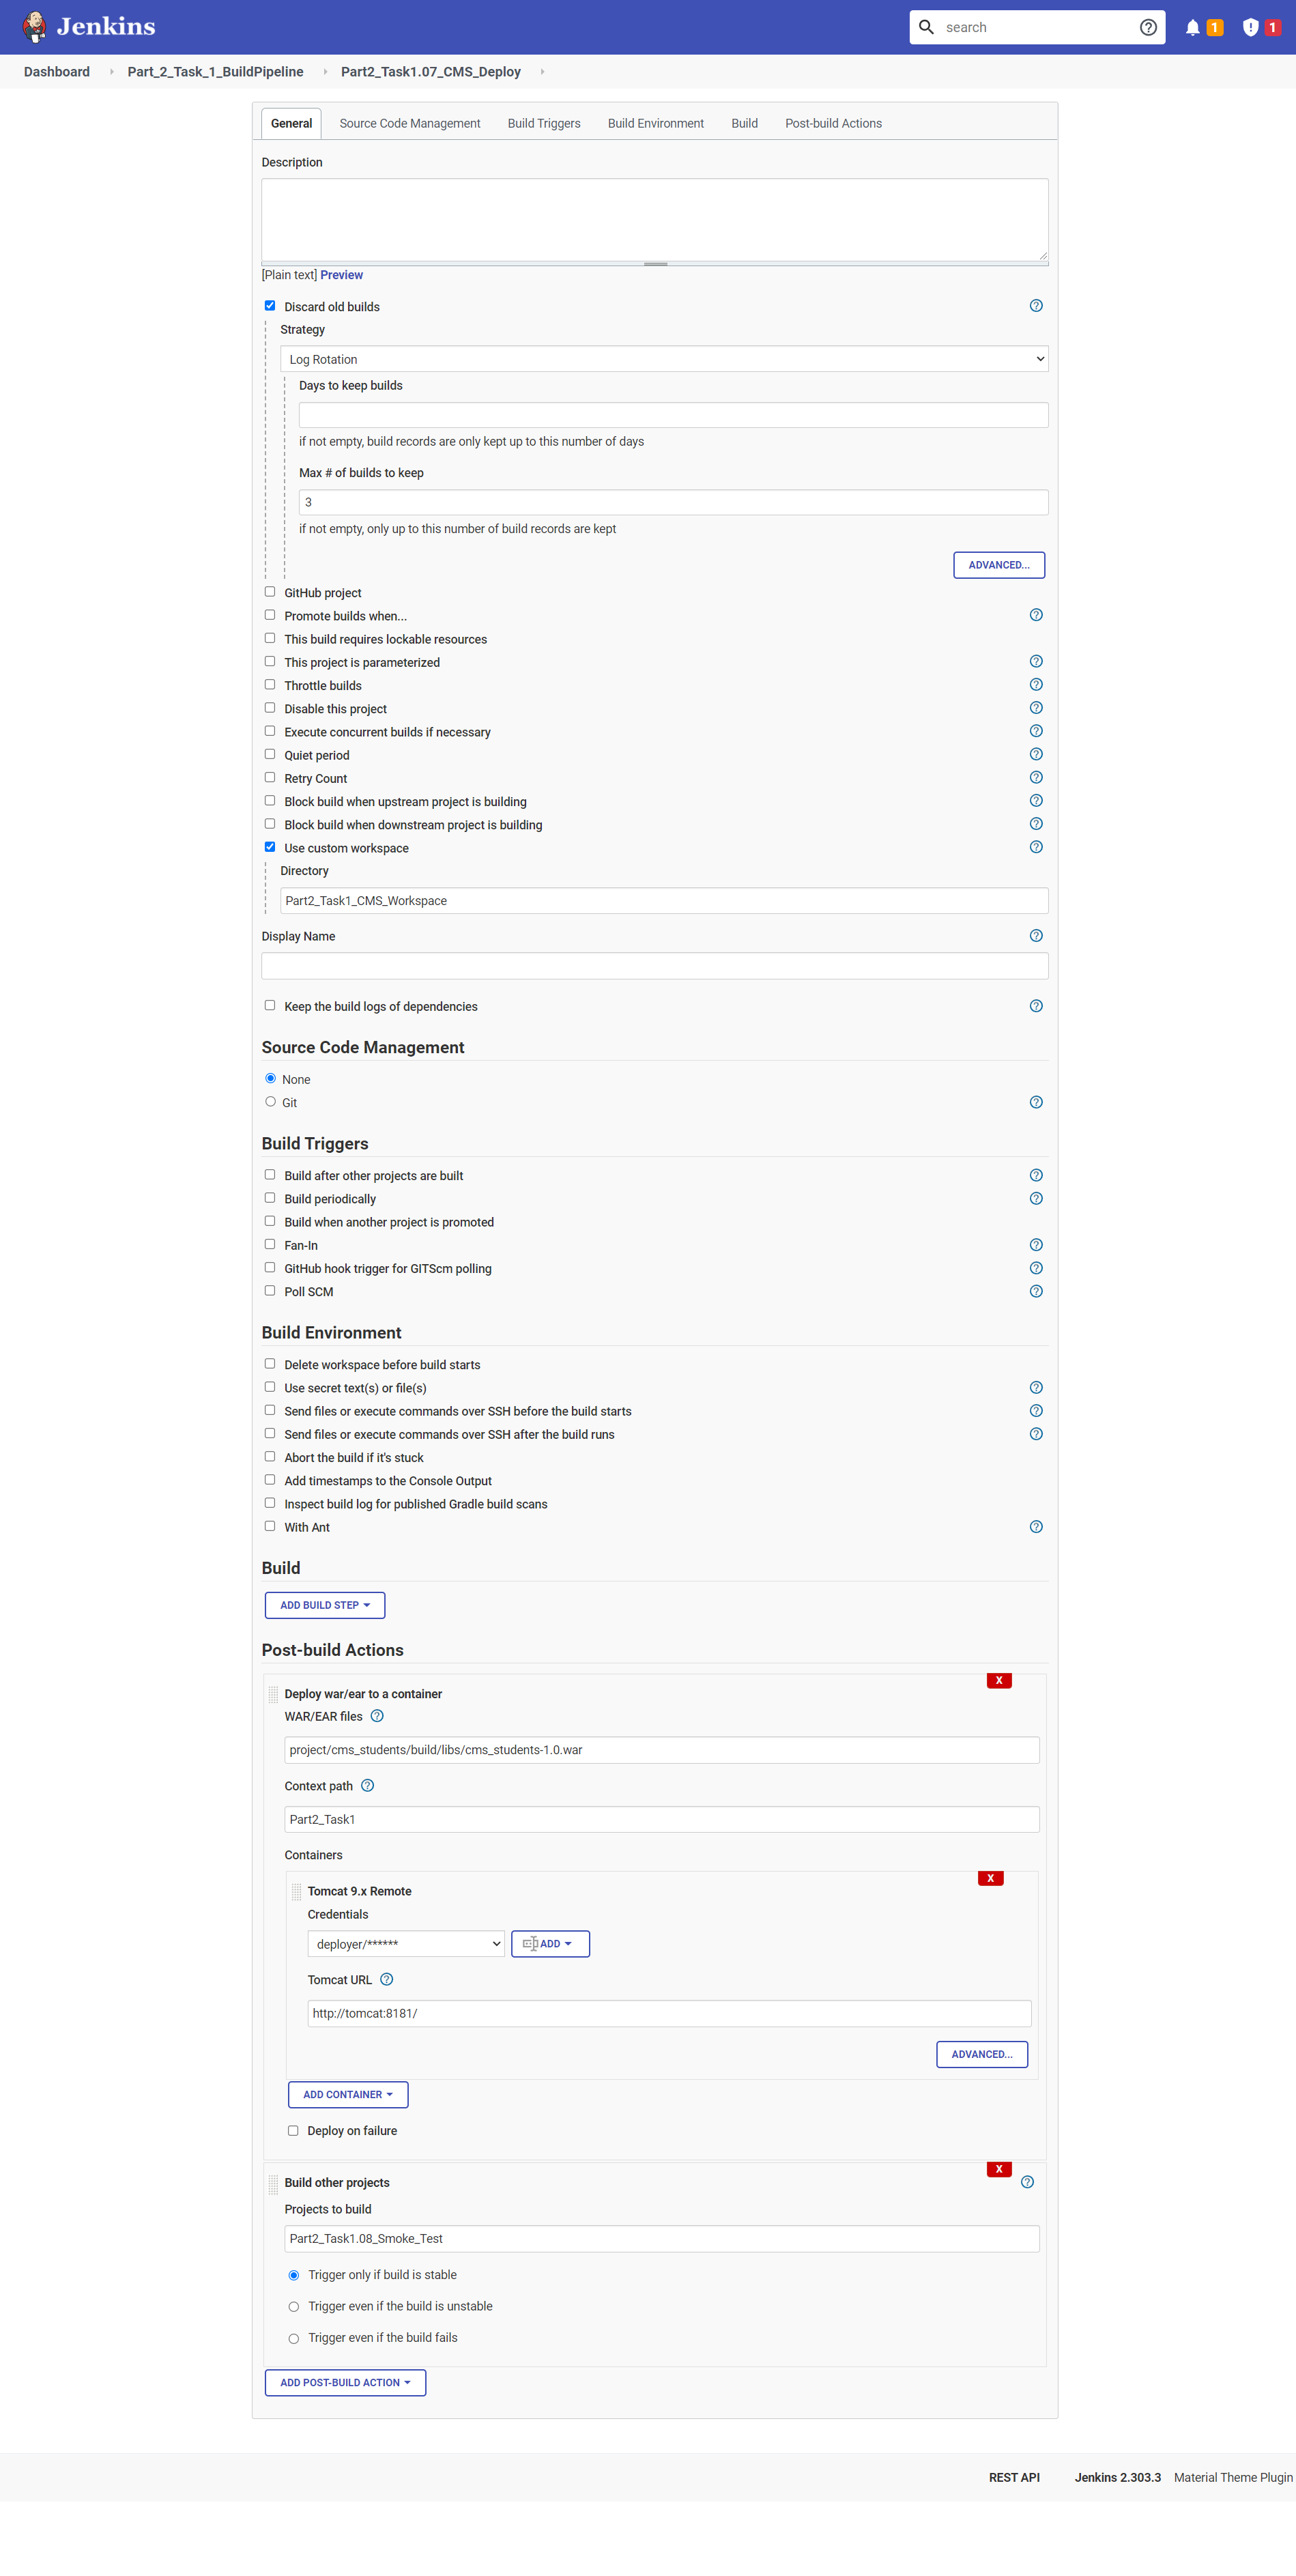 Jenkins
search
1
1
Dashboard
Part_2_Task_1_BuildPipeline
Part2_Task1.07_CMS_Deploy
General
Source Code Management
Build Triggers
Build Environment
Build
Post-build Actions
Description
[Plain text] Preview
Discard old builds
Strategy
Log Rotation
Days to keep builds
if not empty, build records are only kept up to this number of days
Max # of builds to keep
3
if not empty, only up to this number of build records are kept
ADVANCED...
GitHub project
Promote builds when...
This build requires lockable resources
This project is parameterized
Throttle builds
Disable this project
Execute concurrent builds if necessary
Quiet period
Retry Count
Block build when upstream project is building
Block build when downstream project is building
Use custom workspace
Directory
Part2_Task1_CMS_Workspace
Display Name
Keep the build logs of dependencies
Source Code Management
None
Git
Build Triggers
Build after other projects are built
Build periodically
Build when another project is promoted
Fan-In
GitHub hook trigger for GITScm polling
Poll SCM
Build Environment
Delete workspace before build starts
Use secret text(s) or file(s)
Send files or execute commands over SSH before the build starts
Send files or execute commands over SSH after the build runs
Abort the build if it's stuck
Add timestamps to the Console Output
Inspect build log for published Gradle build scans
With Ant
Build
ADD BUILD STEP
Post-build Actions
X
Deploy war/ear to a container
WAR/EAR files
project/cms_students/build/libs/cms_students-1.0.war
Context path
Part2_Task1
Containers
X
Tomcat 9.x Remote
Credentials
deployer/******
ADD
Tomcat URL
http://tomcat:8181/
ADVANCED...
ADD CONTAINER
Deploy on failure
X
Build other projects
Projects to build
Part2_Task1.08_Smoke_Test
Trigger only if build is stable
Trigger even if the build is unstable
Trigger even if the build fails
ADD POST-BUILD ACTION
REST API
Jenkins 2.303.3
Material Theme Plugin